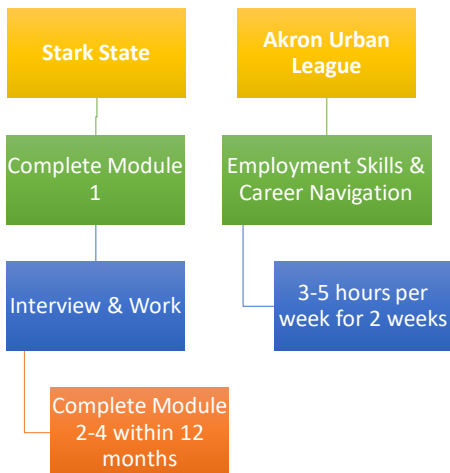 Stark State
Akron Urban
League
Complete Module
1
Employment Skills &
Career Navigation
Interview & Work
3-5 hours per
week for 2 weeks
Complete Module
2-4 within 12
months